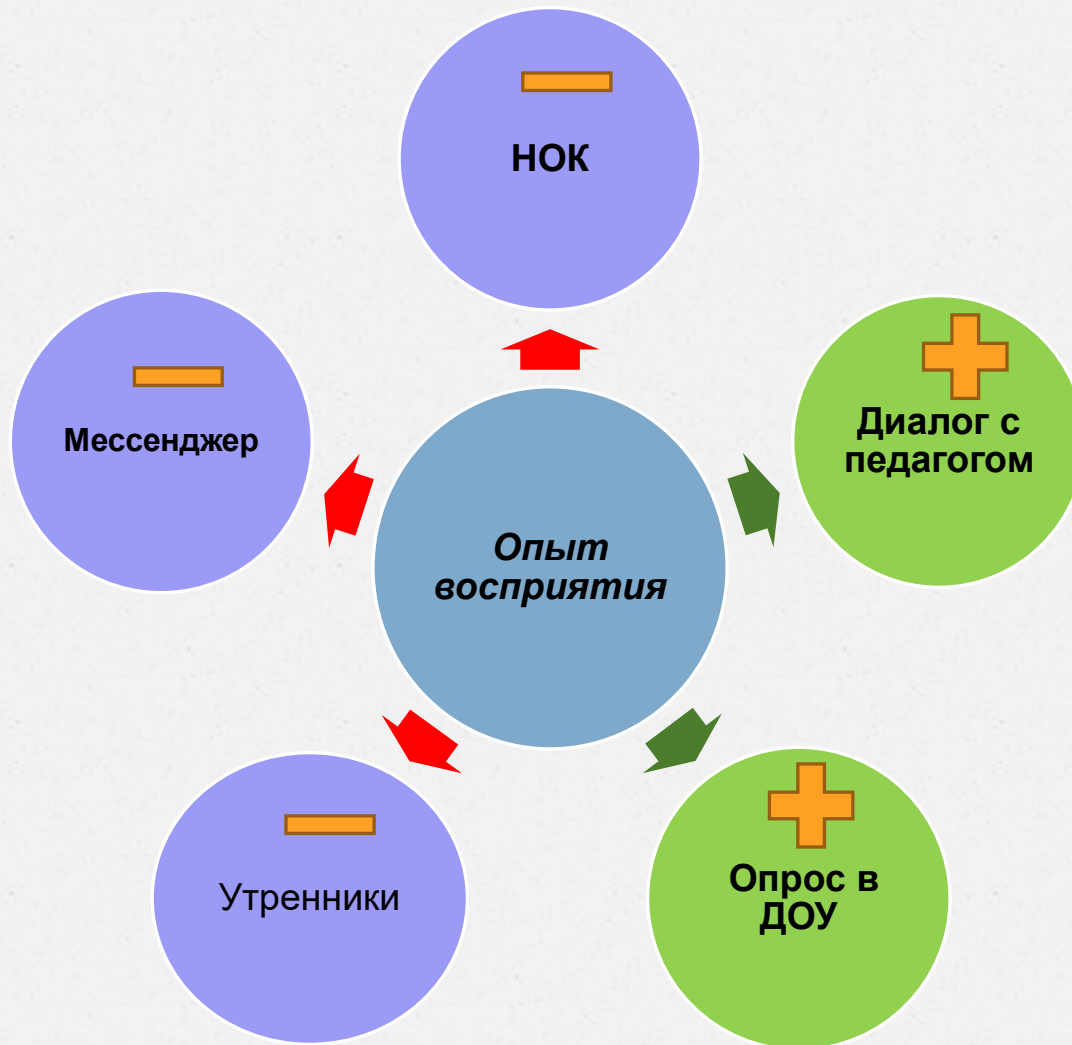 НОК
Диалог с
педагогом
Мессенджер
Опыт
восприятия
Опрос в
ДОУ
Утренники